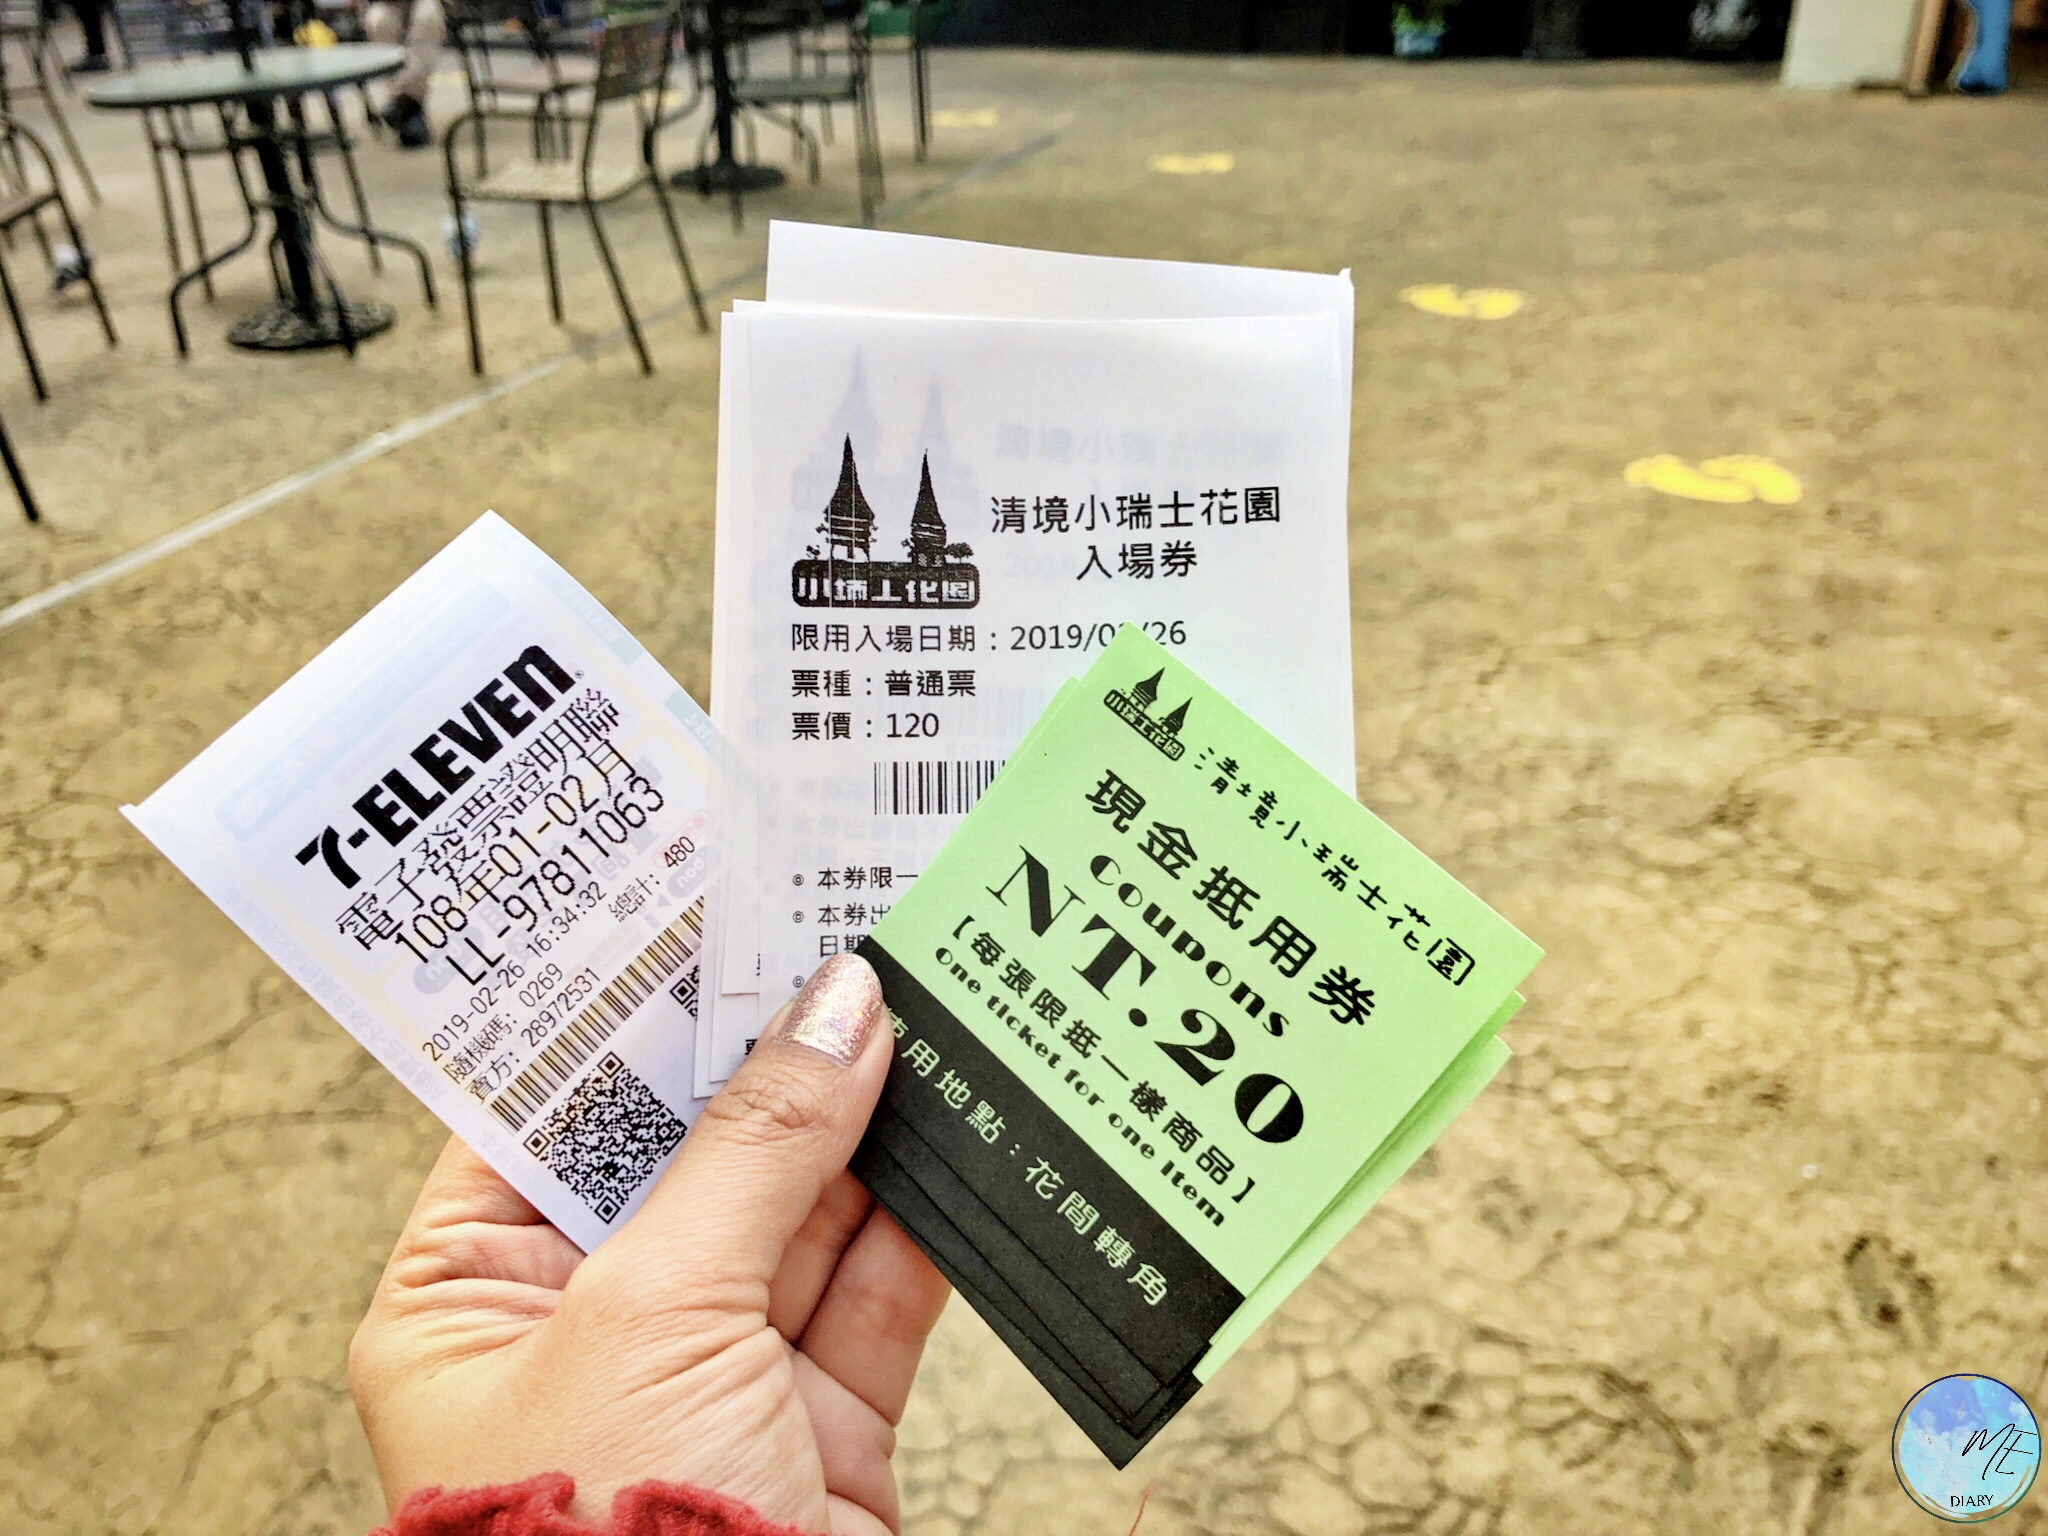 7-ELEVEN®
電子發票證明聯
108年01-02月
LL-97811063
2019-02-26 16:34:32
隨機碼: 0269 總計: 480
賣方: 28972531
清境小瑞士花園
入場券
小瑞士花園
限用入場日期：2019/02/26
票種：普通票
票價：120
◎ 本券限一
◎ 本券出
日期
小瑞士花園
清境小瑞士花園
現金抵用券
Coupons
NT.20
【每張限抵一樣商品】
One ticket for one Item
使用地點：花間轉角
ME
DIARY